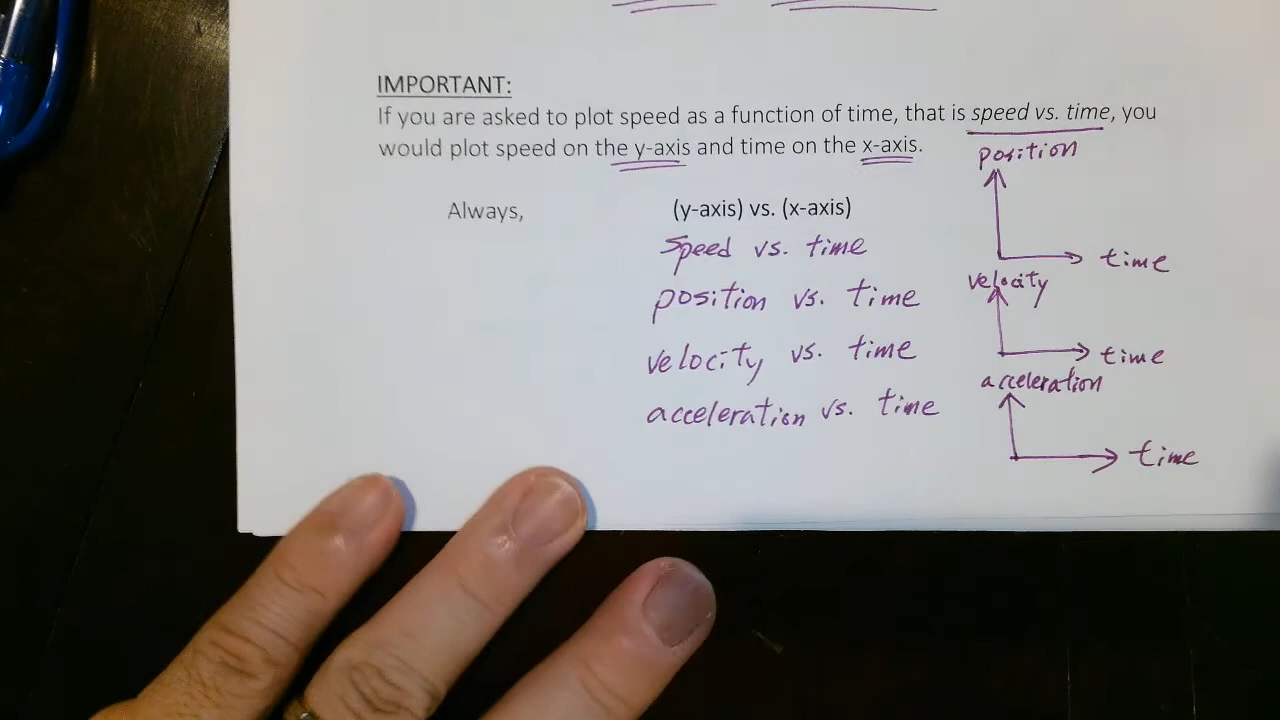 IMPORTANT:
If you are asked to plot speed as a function of time, that is speed vs. time, you
would plot speed on the y-axis and time on the x-axis.
Always, (y-axis) vs. (x-axis)
speed vs. time
position vs. time
velocity vs. time
acceleration vs. time
position
time
velocity
time
acceleration
time